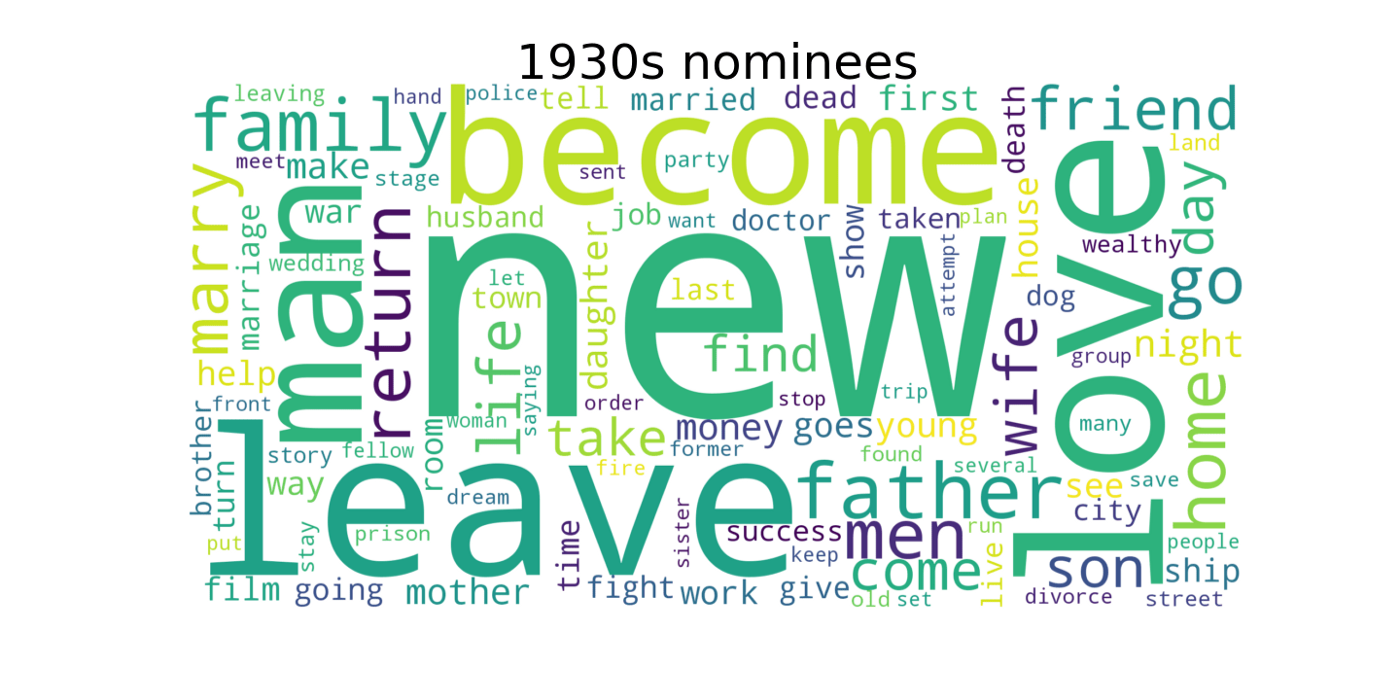 1930s nominees
leaving
hand
police
tell
married
dead
first
death
friend
family
become
land
meet
make
stage
sent
party
marry
war
man
return
husband
job
want
doctor
show
taken
plan
house
love
day
wealthy
marriage
wedding
new
let
town
daughter
last
attempt
dog
go
life
find
wife
group
night
help
front
saying
order
stop
trip
many
home
brother
story
fellow
room
woman
take
money
former
goes
young
found
several
see
save
city
way
turn
leave
dream
fire
father
put
stay
prison
time
sister
success
keep
men
run
people
film
going
mother
fight
work
give
come
old
set
live
son
divorce
ship
street